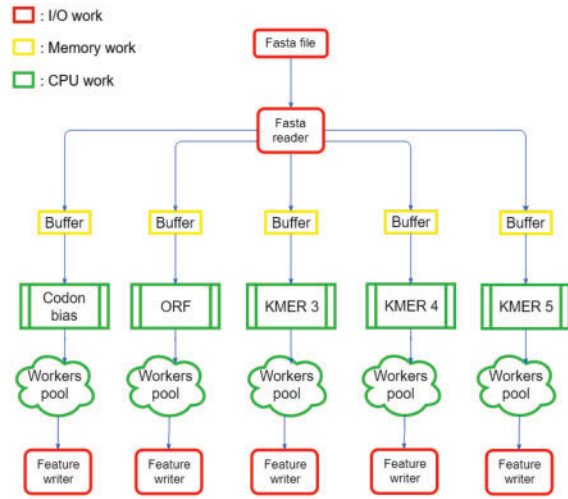 : I/O work
: Memory work
: CPU work
Fasta file
Fasta
reader
Buffer
Buffer
Buffer
Buffer
Buffer
Codon
bias
ORF
KMER 3
KMER 4
KMER 5
Workers
pool
Workers
pool
Workers
pool
Workers
pool
Workers
pool
Feature
writer
Feature
writer
Feature
writer
Feature
writer
Feature
writer